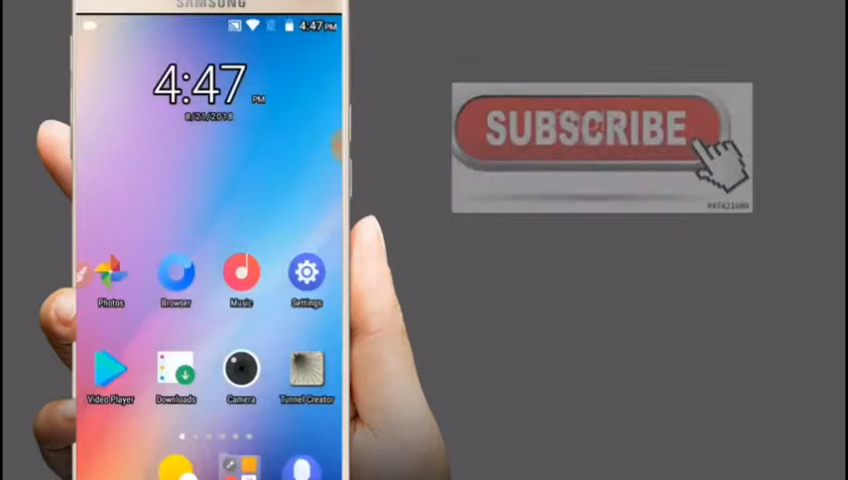 SAMSUNG
4:47 PM
4:47 PM
8/21/2018
SUBSCRIBE
Photos
Browser
Music
Settings
Video Player
Downloads
Camera
Tunnel Creator